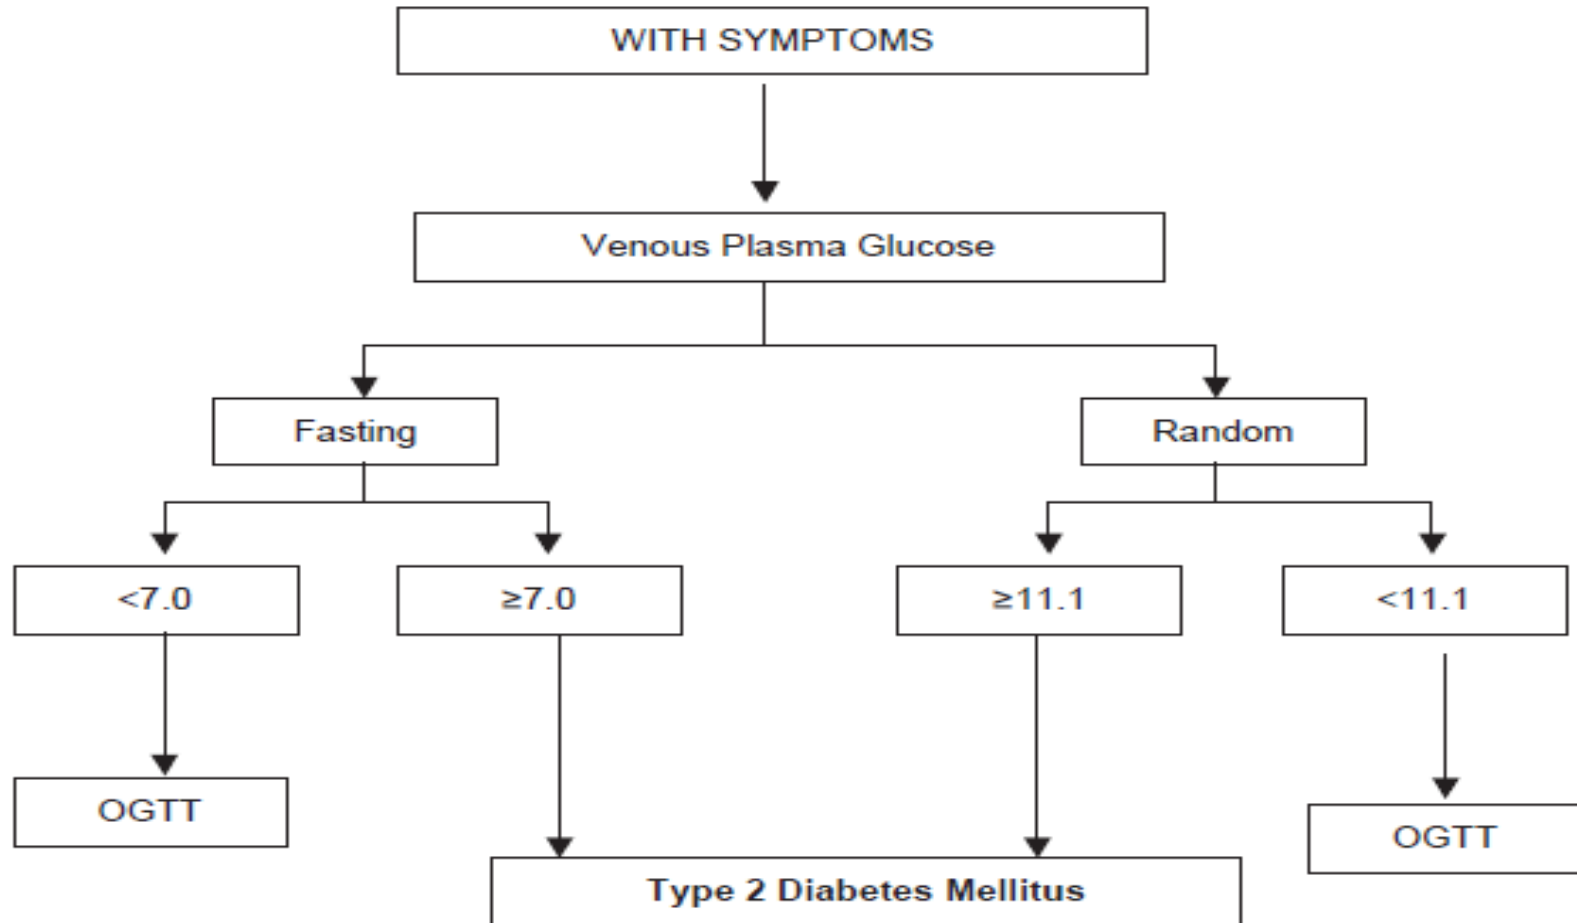 WITH SYMPTOMS
Venous Plasma Glucose
Fasting
Random
<7.0
≥7.0
≥11.1
<11.1
OGTT
OGTT
Type 2 Diabetes Mellitus